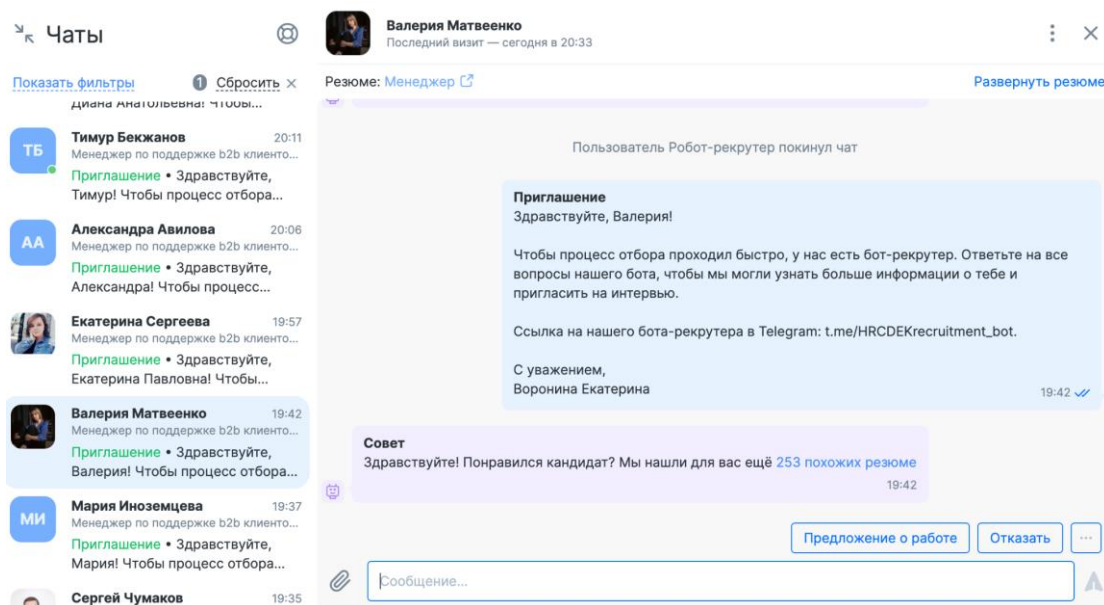 Чаты
Показать фильтры
1 Сбросить ×
Диана Анатольевна! Чтобы...
ТБ
Тимур Бекжанов 20:11
Менеджер по поддержке b2b клиенто...
Приглашение • Здравствуйте,
Тимур! Чтобы процесс отбора...
АА
Александра Авилова 20:06
Менеджер по поддержке b2b клиенто...
Приглашение • Здравствуйте,
Александра! Чтобы процесс...
Екатерина Сергеева 19:57
Менеджер по поддержке b2b клиенто...
Приглашение • Здравствуйте,
Екатерина Павловна! Чтобы...
Валерия Матвеенко 19:42
Менеджер по поддержке b2b клиенто...
Приглашение • Здравствуйте,
Валерия! Чтобы процесс отбора...
МИ
Мария Иноземцева 19:37
Менеджер по поддержке b2b клиенто...
Приглашение • Здравствуйте,
Мария! Чтобы процесс отбора...
Сергей Чумаков 19:35
Валерия Матвеенко
Последний визит — сегодня в 20:33
Резюме: Менеджер
Развернуть резюме
Пользователь Робот-рекрутер покинул чат
Приглашение
Здравствуйте, Валерия!
Чтобы процесс отбора проходил быстро, у нас есть бот-рекрутер. Ответьте на все
вопросы нашего бота, чтобы мы могли узнать больше информации о тебе и
пригласить на интервью.
Ссылка на нашего бота-рекрутера в Telegram: t.me/HRCDEKrecruitment_bot.
С уважением,
Воронина Екатерина
19:42
Совет
Здравствуйте! Понравился кандидат? Мы нашли для вас ещё 253 похожих резюме
19:42
Предложение о работе
Отказать
...
Сообщение...